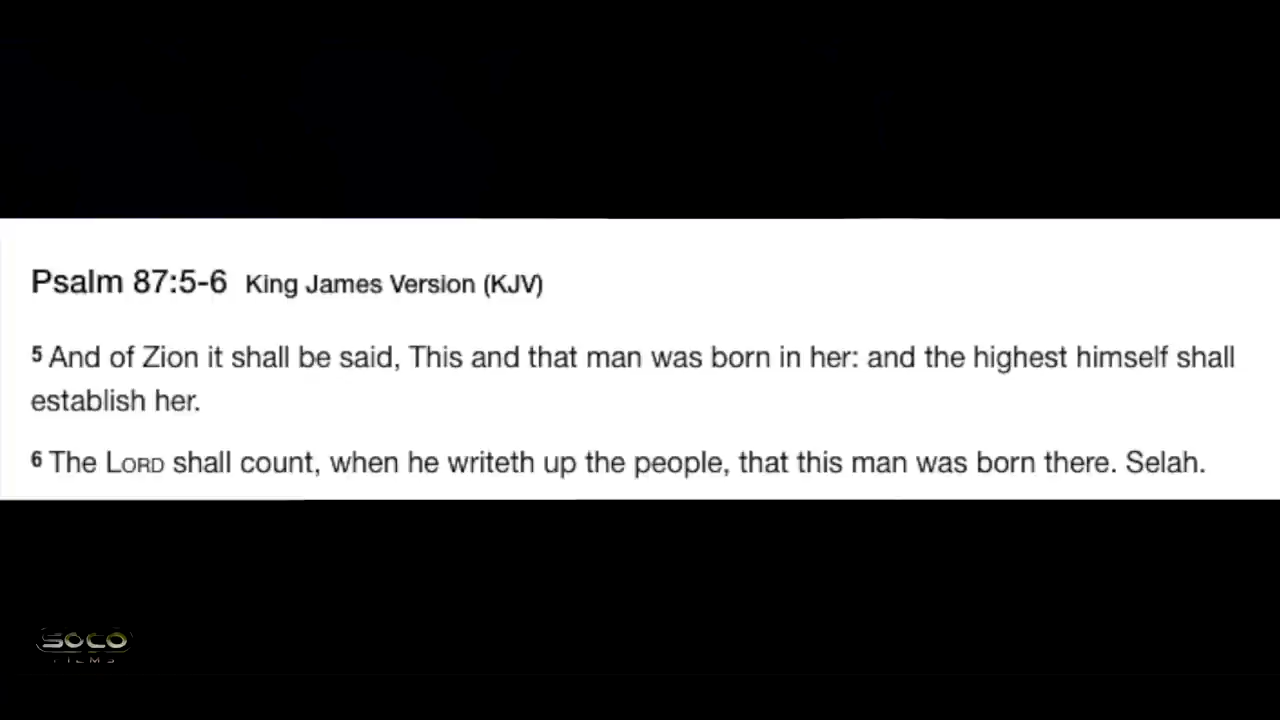 Psalm 87:5-6 King James Version (KJV)
5 And of Zion it shall be said, This and that man was born in her: and the highest himself shall
establish her.
6 The LORD shall count, when he writeth up the people, that this man was born there. Selah.
SOCO
FILMS